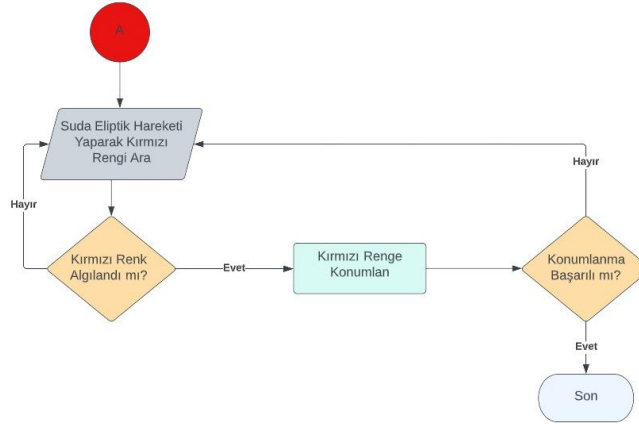 A
Suda Eliptik Hareketi
Yaparak Kırmızı
Rengi Ara
Hayır
Hayır
Kırmızı Renk
Algılandı mı?
Evet
Kırmızı Renge
Konumlan
Konumlanma
Başarılı mı?
Evet
Son